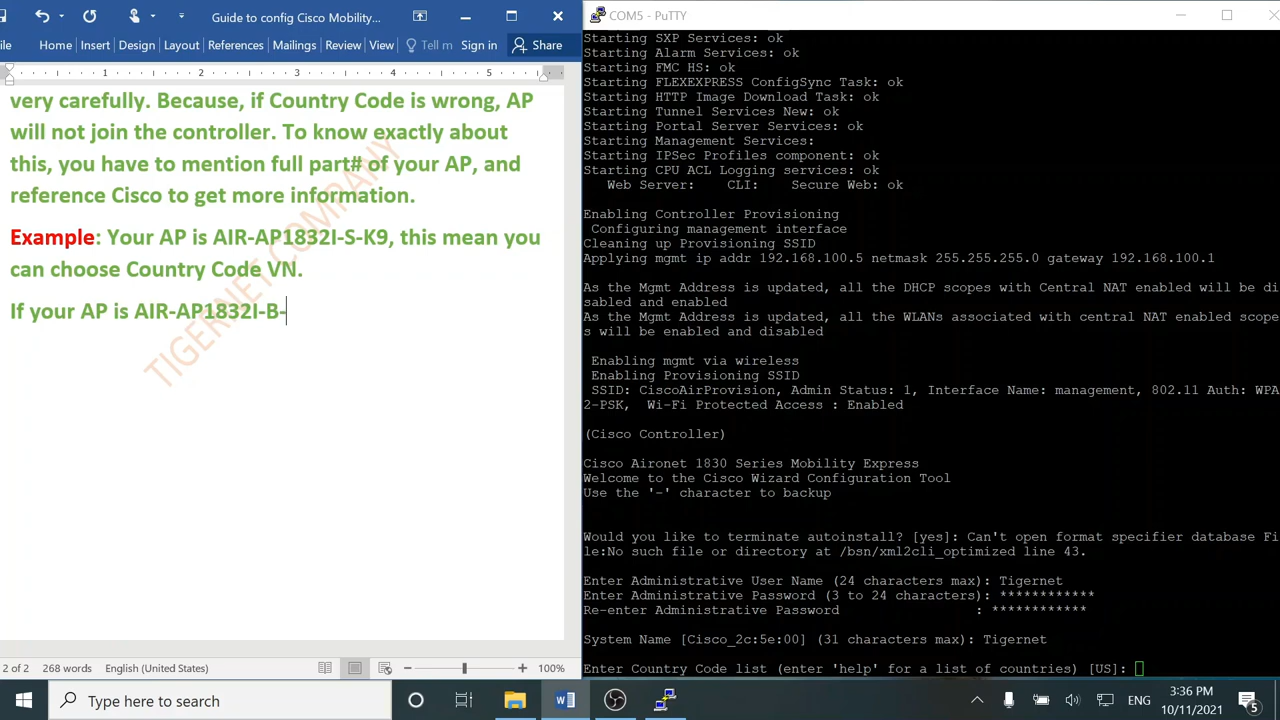 Guide to config Cisco Mobility...
COM5 - PuTTY
ile Home Insert Design Layout References Mailings Review View Tell m Sign in Share
1 2 3 4 5
very carefully. Because, if Country Code is wrong, AP
will not join the controller. To know exactly about
this, you have to mention full part# of your AP, and
reference Cisco to get more information.
Example: Your AP is AIR-AP1832I-S-K9, this mean you
can choose Country Code VN.
If your AP is AIR-AP1832I-B-
TIGERNET.COMPANY
2 of 2 268 words English (United States) 100%
Starting SXP Services: ok
Starting Alarm Services: ok
Starting FMC HS: ok
Starting FLEXEXPRESS ConfigSync Task: ok
Starting HTTP Image Download Task: ok
Starting Tunnel Services New: ok
Starting Portal Server Services: ok
Starting Management Services:
Starting IPSec Profiles component: ok
Starting CPU ACL Logging services: ok
Web Server: CLI: Secure Web: ok
Enabling Controller Provisioning
Configuring management interface
Cleaning up Provisioning SSID
Applying mgmt ip addr 192.168.100.5 netmask 255.255.255.0 gateway 192.168.100.1
As the Mgmt Address is updated, all the DHCP scopes with Central NAT enabled will be di
sabled and enabled
As the Mgmt Address is updated, all the WLANs associated with central NAT enabled scope
s will be enabled and disabled
Enabling mgmt via wireless
Enabling Provisioning SSID
SSID: CiscoAirProvision, Admin Status: 1, Interface Name: management, 802.11 Auth: WPA
2-PSK, Wi-Fi Protected Access : Enabled
(Cisco Controller)
Cisco Aironet 1830 Series Mobility Express
Welcome to the Cisco Wizard Configuration Tool
Use the '-' character to backup
Would you like to terminate autoinstall? [yes]: Can't open format specifier database Fi
le:No such file or directory at /bsn/xml2cli_optimized line 43.
Enter Administrative User Name (24 characters max): Tigernet
Enter Administrative Password (3 to 24 characters): ************
Re-enter Administrative Password : ************
System Name [Cisco_2c:5e:00] (31 characters max): Tigernet
Enter Country Code list (enter 'help' for a list of countries) [US]:
Type here to search
ENG
3:36 PM
10/11/2021
5